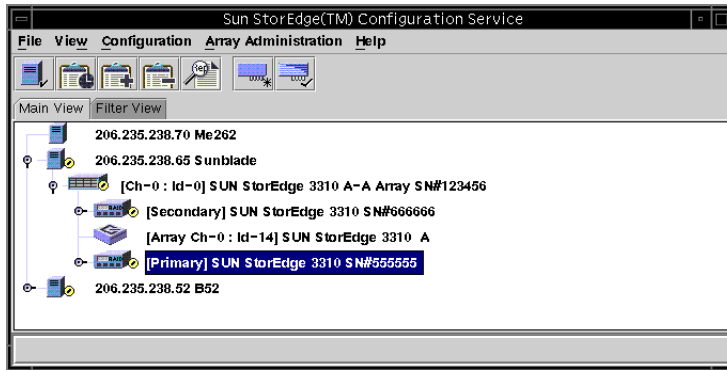 Sun StorEdge(TM) Configuration Service
File View Configuration Array Administration Help
Main View Filter View
206.235.238.70 Me262
206.235.238.65 Sunblade
[Ch-0 : Id-0] SUN StorEdge 3310 A-A Array SN#123456
[Secondary] SUN StorEdge 3310 SN#666666
[Array Ch-0 : Id-14] SUN StorEdge 3310 A
[Primary] SUN StorEdge 3310 SN#555555
206.235.238.52 B52